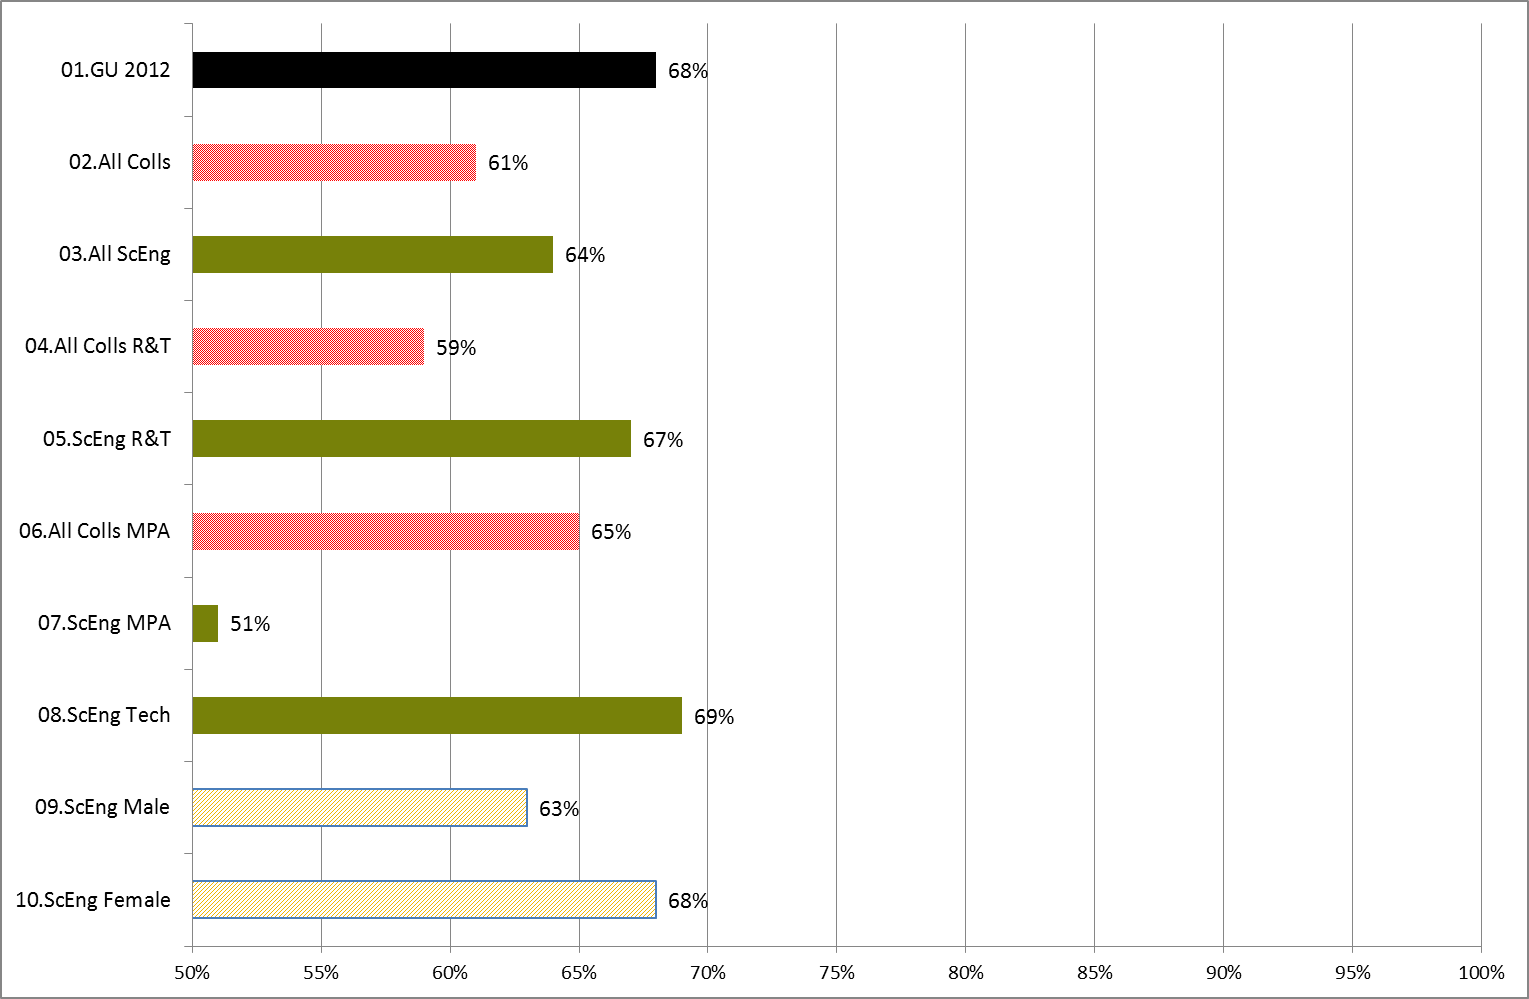 01.GU 2012 68%
02.All Colls 61%
03.All ScEng 64%
04.All Colls R&T 59%
05.ScEng R&T 67%
06.All Colls MPA 65%
07.ScEng MPA 51%
08.ScEng Tech 69%
09.ScEng Male 63%
10.ScEng Female 68%
50% 55% 60% 65% 70% 75% 80% 85% 90% 95% 100%